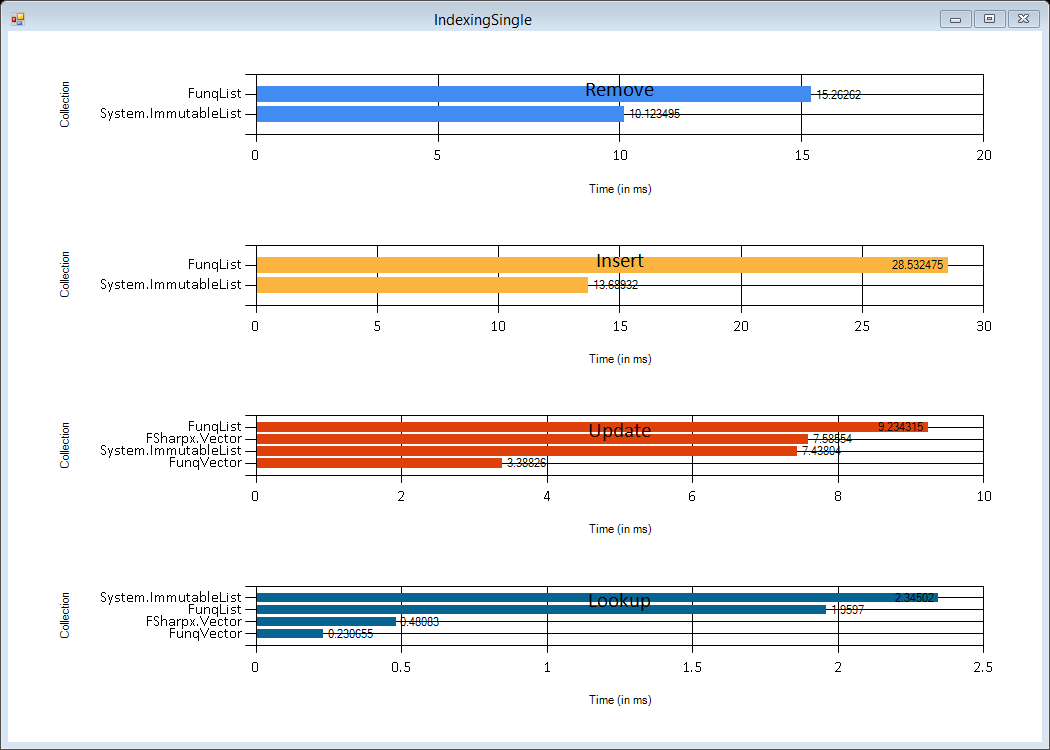 IndexingSingle
Remove
Collection
FunqList 15.26262
System.ImmutableList 10.123495
0 5 10 15 20
Time (in ms)
Insert
Collection
FunqList 28.532475
System.ImmutableList 13.68932
0 5 10 15 20 25 30
Time (in ms)
Update
Collection
FunqList 9.234315
FSharpx.Vector 7.58554
System.ImmutableList 7.43804
FunqVector 3.38826
0 2 4 6 8 10
Time (in ms)
Lookup
Collection
System.ImmutableList 2.34502
FunqList 1.9597
FSharpx.Vector 0.48083
FunqVector 0.230655
0 0.5 1 1.5 2 2.5
Time (in ms)